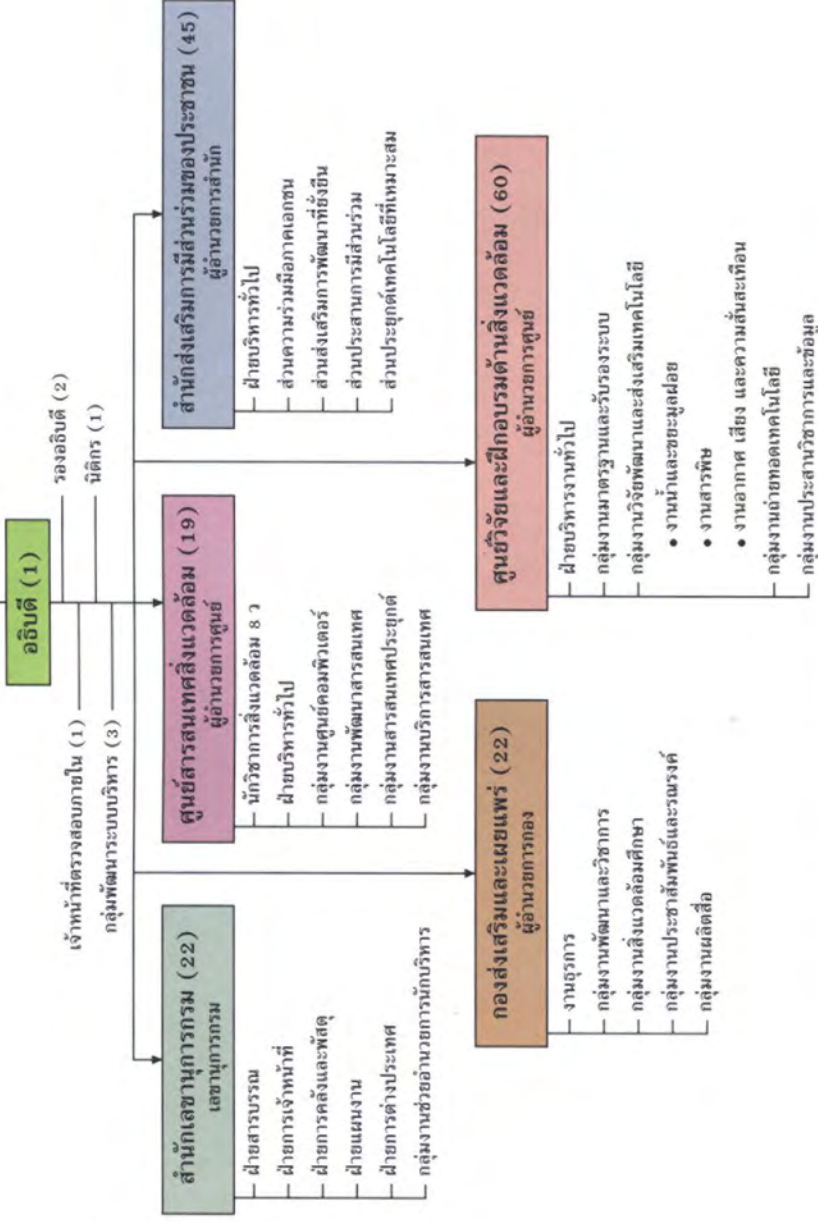 อธิบดี (1)
รองอธิบดี (2)
เจ้าหน้าที่ตรวจสอบภายใน (1)
นิติกร (1)
กลุ่มพัฒนาระบบบริหาร (3)
สำนักเลขานุการกรม (22)
เลขานุการกรม
ฝ่ายสารบรรณ
ฝ่ายการเจ้าหน้าที่
ฝ่ายการคลังและพัสดุ
ฝ่ายแผนงาน
ฝ่ายการต่างประเทศ
กลุ่มงานช่วยอำนวยการนักบริหาร
ศูนย์สารสนเทศสิ่งแวดล้อม (19)
ผู้อำนวยการศูนย์
นักวิชาการสิ่งแวดล้อม 8 ว
ฝ่ายบริหารทั่วไป
กลุ่มงานศูนย์คอมพิวเตอร์
กลุ่มงานพัฒนาสารสนเทศ
กลุ่มงานสารสนเทศประยุกต์
กลุ่มงานบริการสารสนเทศ
สำนักส่งเสริมการมีส่วนร่วมของประชาชน (45)
ผู้อำนวยการสำนัก
ฝ่ายบริหารทั่วไป
ส่วนความร่วมมือภาคเอกชน
ส่วนส่งเสริมการพัฒนาที่ยั่งยืน
ส่วนประสานการมีส่วนร่วม
ส่วนประยุกต์เทคโนโลยีที่เหมาะสม
กองส่งเสริมและเผยแพร่ (22)
ผู้อำนวยการกอง
งานธุรการ
กลุ่มงานพัฒนาและวิชาการ
กลุ่มงานสิ่งแวดล้อมศึกษา
กลุ่มงานประชาสัมพันธ์และรณรงค์
กลุ่มงานผลิตสื่อ
ศูนย์วิจัยและฝึกอบรมด้านสิ่งแวดล้อม (60)
ผู้อำนวยการศูนย์
ฝ่ายบริหารงานทั่วไป
กลุ่มงานมาตรฐานและรับรองระบบ
กลุ่มงานวิจัยพัฒนาและส่งเสริมเทคโนโลยี
• งานน้ำและขยะมูลฝอย
• งานสารพิษ
• งานอากาศ เสียง และความสั่นสะเทือน
กลุ่มงานถ่ายทอดเทคโนโลยี
กลุ่มงานประสานวิชาการและข้อมูล